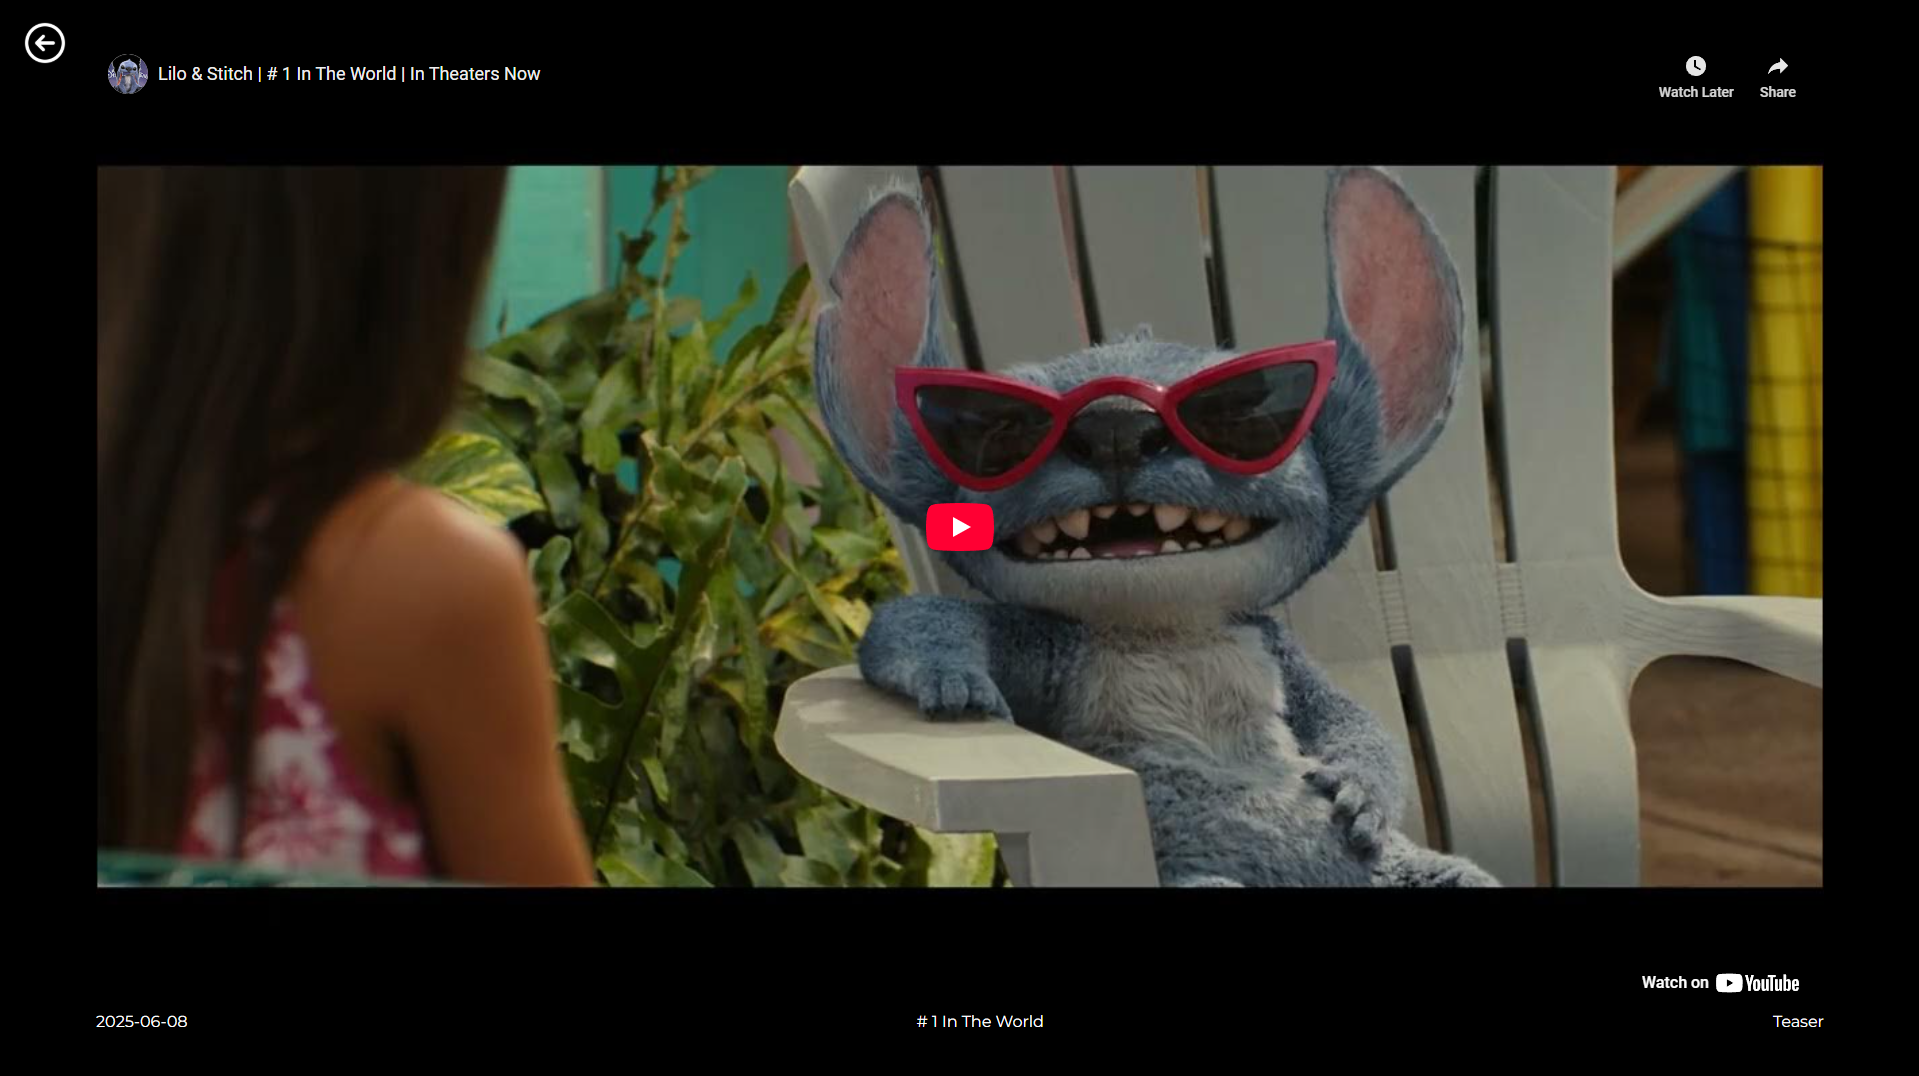 Lilo & Stitch | # 1 In The World | In Theaters Now
Watch Later
Share
Watch on YouTube
2025-06-08
# 1 In The World
Teaser